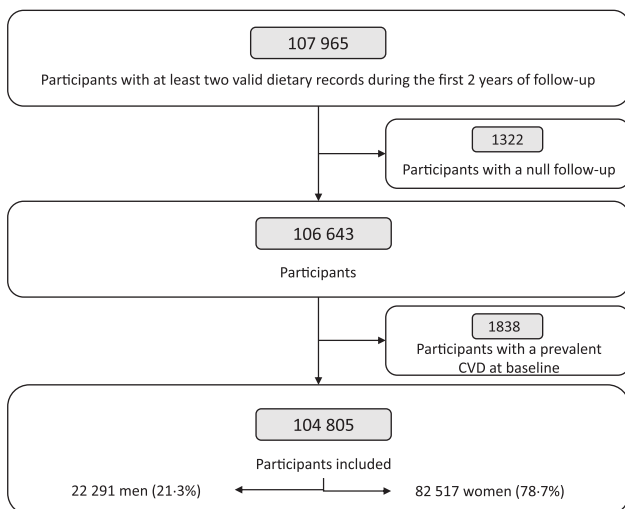 107 965
Participants with at least two valid dietary records during the first 2 years of follow-up
1322
Participants with a null follow-up
106 643
Participants
1838
Participants with a prevalent
CVD at baseline
104 805
Participants included
22 291 men (21·3%)
82 517 women (78·7%)